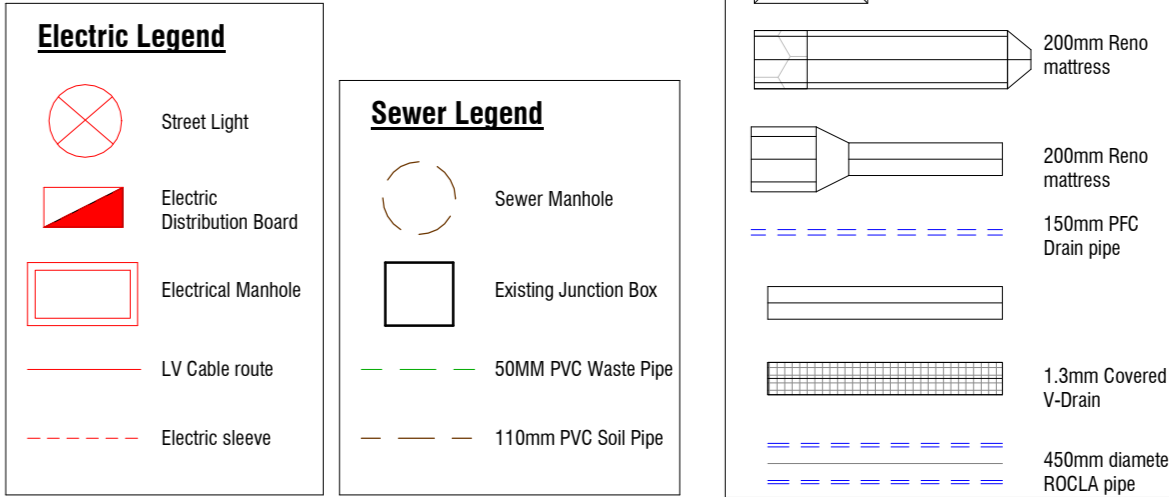 Electric Legend
Street Light
Electric
Distribution Board
Electrical Manhole
LV Cable route
Electric sleeve
Sewer Legend
Sewer Manhole
Existing Junction Box
50MM PVC Waste Pipe
110mm PVC Soil Pipe
200mm Reno
mattress
200mm Reno
mattress
150mm PFC
Drain pipe
1.3mm Covered
V-Drain
450mm diamete
ROCLA pipe